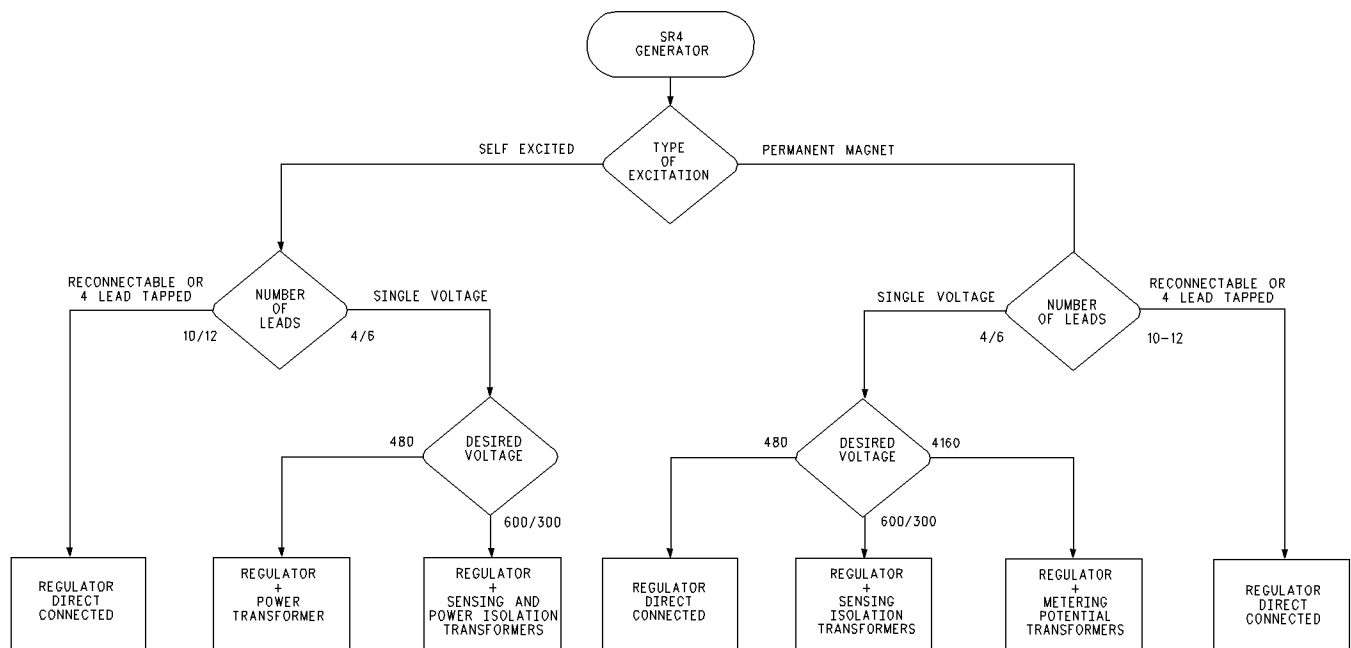 SR4
GENERATOR
TYPE
OF
EXCITATION
SELF EXCITED
PERMANENT MAGNET
RECONNECTABLE OR
4 LEAD TAPPED
NUMBER
OF
LEADS
SINGLE VOLTAGE
10/12
4/6
SINGLE VOLTAGE
NUMBER
OF LEADS
RECONNECTABLE OR
4 LEAD TAPPED
4/6
10-12
480
DESIRED
VOLTAGE
600/300
480
DESIRED
VOLTAGE
4160
600/300
REGULATOR
DIRECT
CONNECTED
REGULATOR
+
POWER
TRANSFORMER
REGULATOR
+
SENSING AND
POWER ISOLATION
TRANSFORMERS
REGULATOR
DIRECT
CONNECTED
REGULATOR
+
SENSING
ISOLATION
TRANSFORMERS
REGULATOR
+
METERING
POTENTIAL
TRANSFORMERS
REGULATOR
DIRECT
CONNECTED